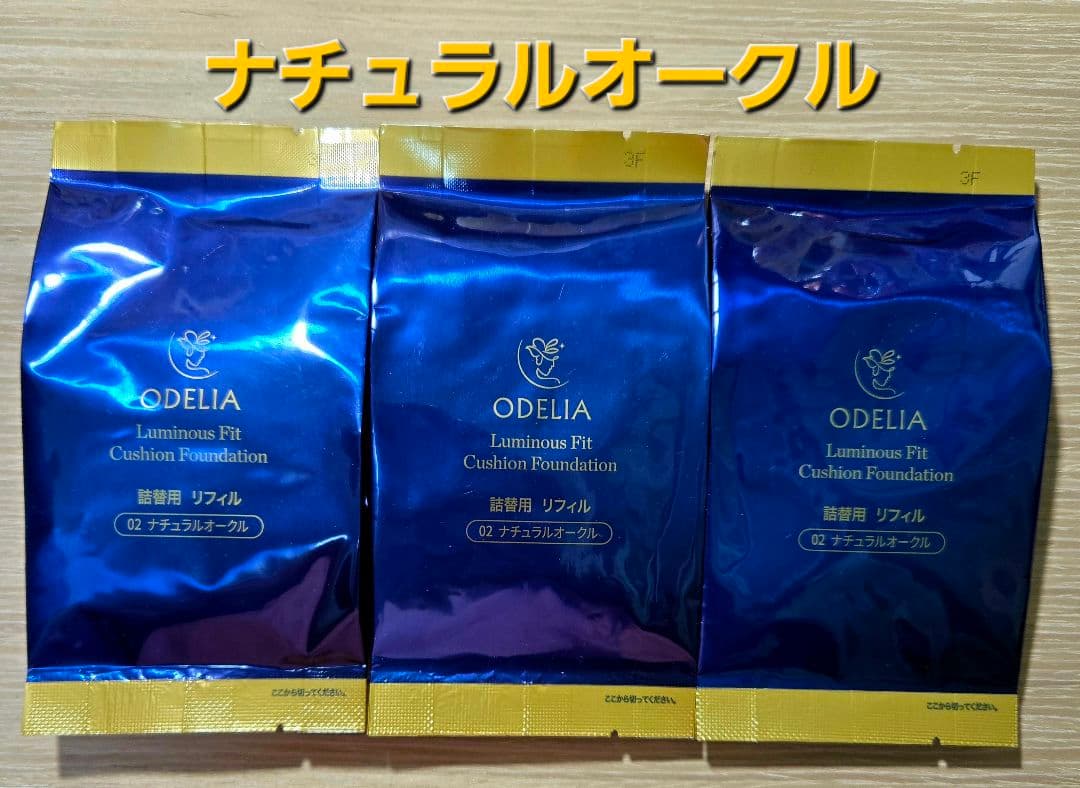 ナチュラルオークル
3F
3F
ODELIA
Luminous Fit
Cushion Foundation
詰替用 リフィル
02 ナチュラルオークル
ここから切ってください。
ODELIA
Luminous Fit
Cushion Foundation
詰替用 リフィル
02 ナチュラルオークル
ここから切ってください。
ODELIA
Luminous Fit
Cushion Foundation
詰替用 リフィル
02 ナチュラルオークル
ここから切ってください。